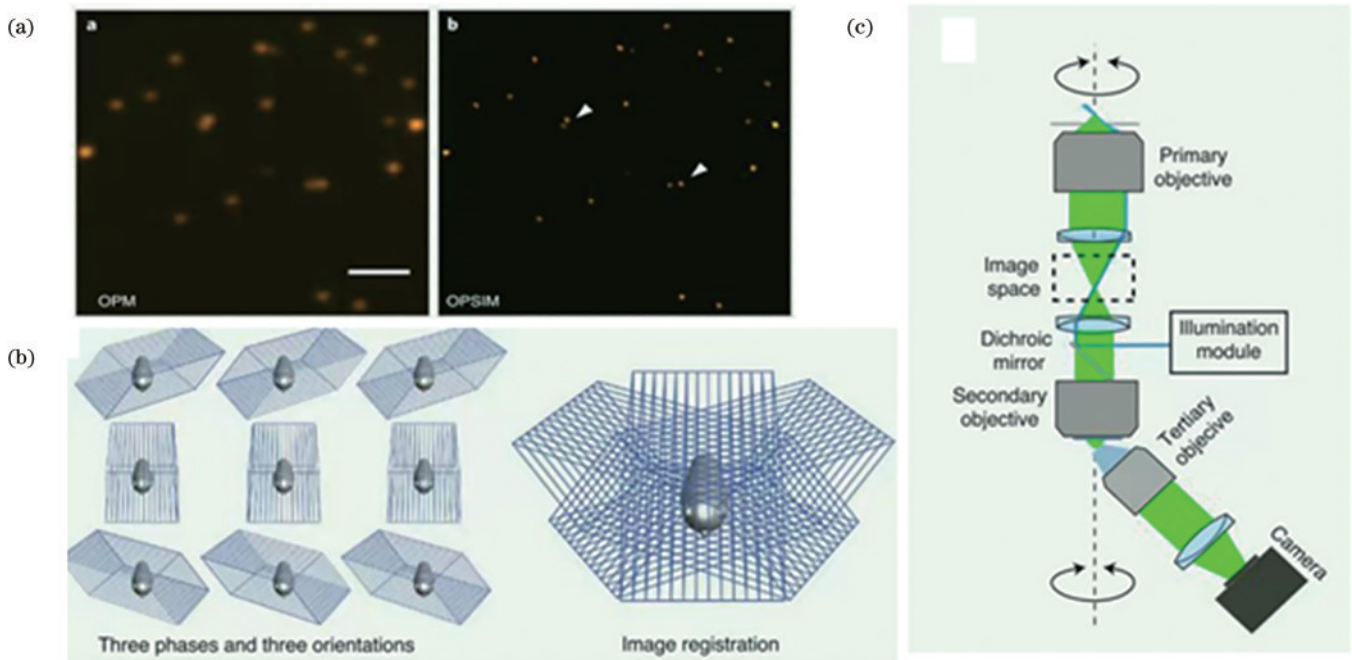 (a)
a
b
OPM
OPSIM
(b)
Three phases and three orientations
Image registration
(c)
Primary
objective
Image
space
Dichroic
mirror
Illumination
module
Secondary
objective
Tertiary
objecive
Camera